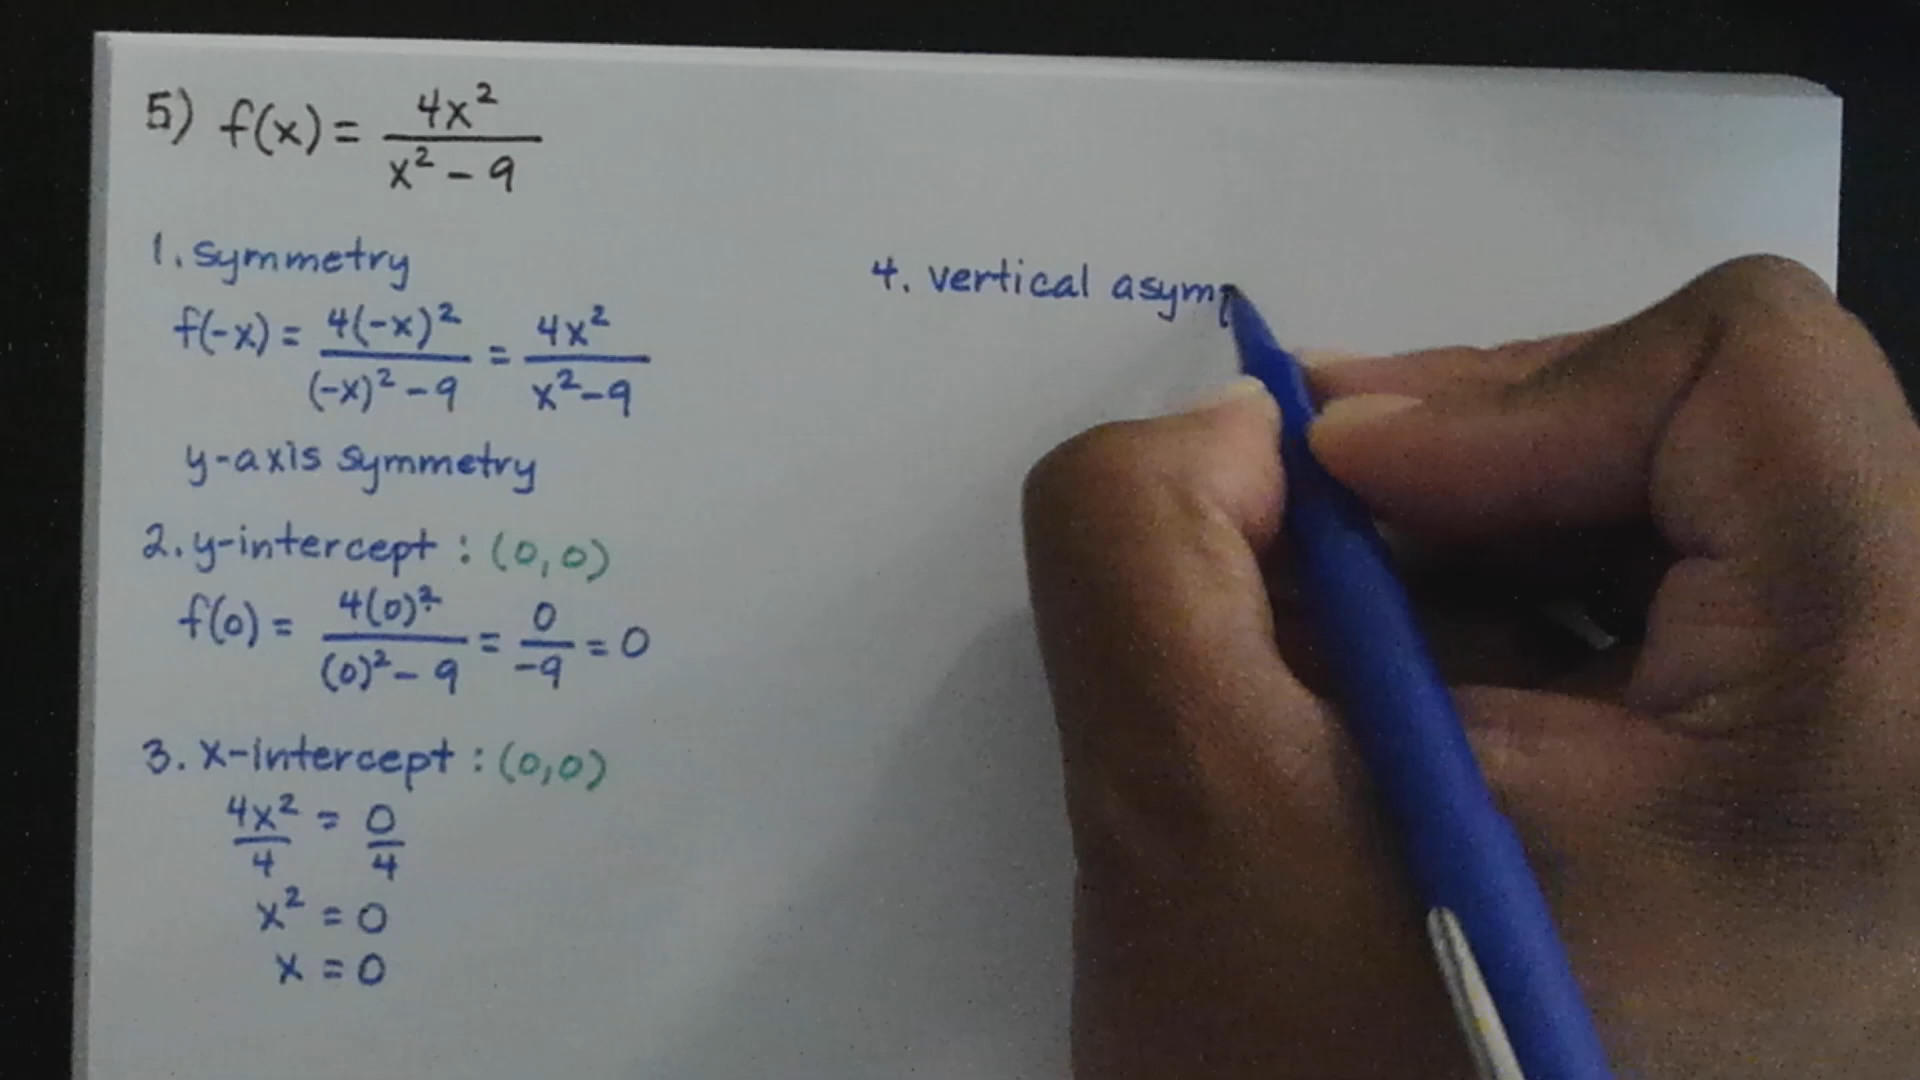 5) f(x) = 4x² / x² - 9
1. symmetry
f(-x) = 4(-x)² / (-x)² - 9 = 4x² / x² - 9
y-axis symmetry
2. y-intercept : (0,0)
f(0) = 4(0)² / (0)² - 9 = 0 / -9 = 0
3. x-intercept : (0,0)
4x² / 4 = 0 / 4
x² = 0
x = 0
4. vertical asymp